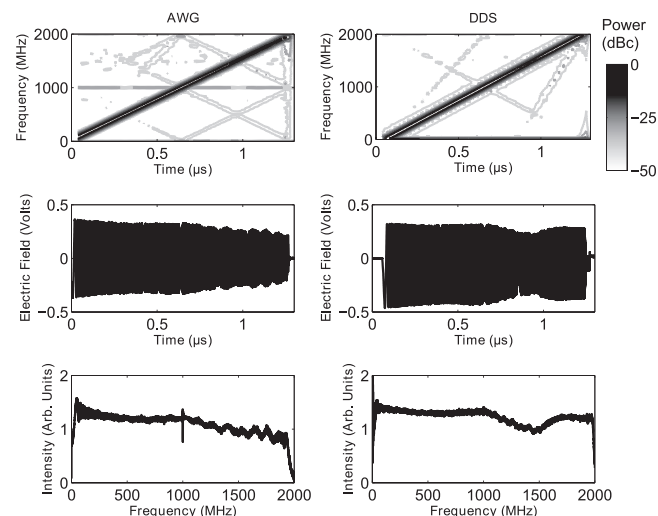 AWG
DDS
Power
(dBc)
2000
1000
0
Frequency (MHz)
0
0.5
1
Time (µs)
2000
1000
0
Frequency (MHz)
0
0.5
1
Time (µs)
0
−25
−50
0.5
0
−0.5
Electric Field (Volts)
0
0.5
1
Time (µs)
0.5
0
−0.5
Electric Field (Volts)
0
0.5
1
Time (µs)
2
1
0
Intensity (Arb. Units)
0
500
1000
1500
2000
Frequency (MHz)
2
1
0
Intensity (Arb. Units)
0
500
1000
1500
2000
Frequency (MHz)